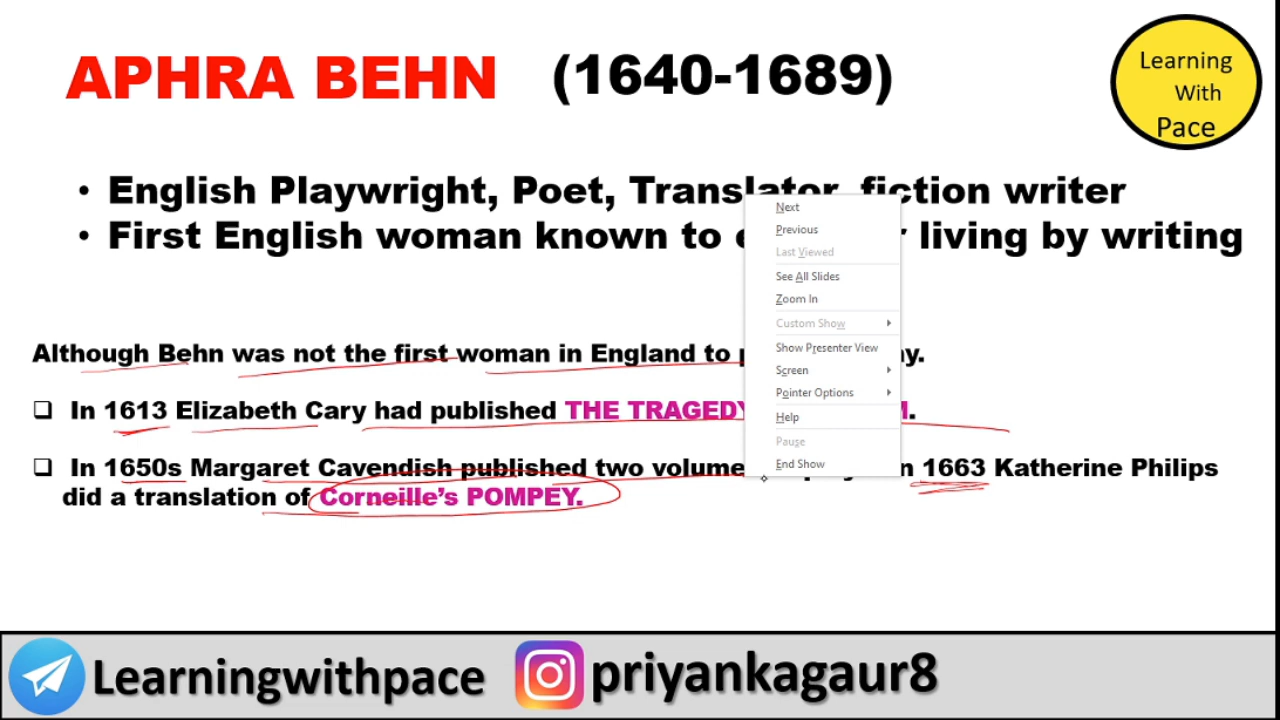 APHRA BEHN (1640-1689)
Learning
With
Pace
• English Playwright, Poet, Translator, fiction writer
• First English woman known to living by writing
Although Behn was not the first woman in England to
❑ In 1613 Elizabeth Cary had published THE TRAGEDY
❑ In 1650s Margaret Cavendish published two volume 1663 Katherine Philips
did a translation of Corneille's POMPEY.
Next
Previous
Last Viewed
See All Slides
Zoom In
Custom Show
Show Presenter View
Screen
Pointer Options
Help
Pause
End Show
Learningwithpace
priyankagaur8